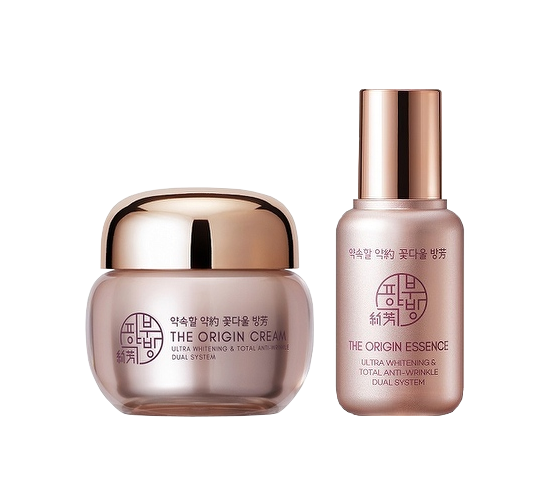 약속할 약約 꽃다울 방芳
THE ORIGIN CREAM
ULTRA WHITENING & TOTAL ANTI-WRINKLE
DUAL SYSTEM
약속할 약約 꽃다울 방芳
THE ORIGIN ESSENCE
ULTRA WHITENING &
TOTAL ANTI-WRINKLE
DUAL SYSTEM